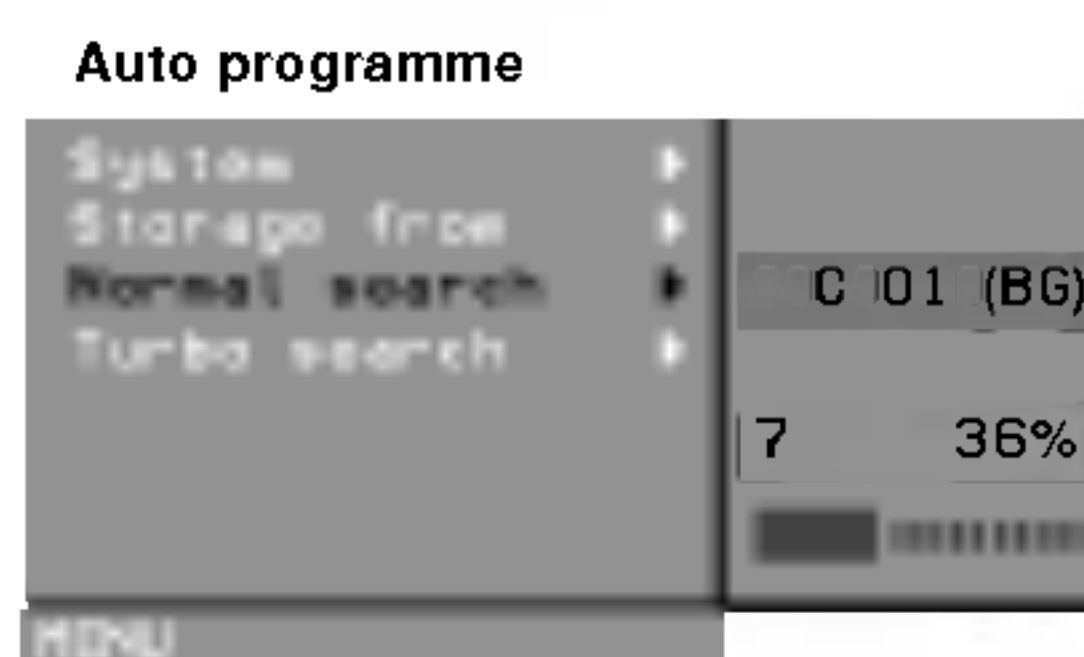 Auto programme
System
Storage from
Normal search
C 01 (BG)
Turbo search
7 36%
MENU